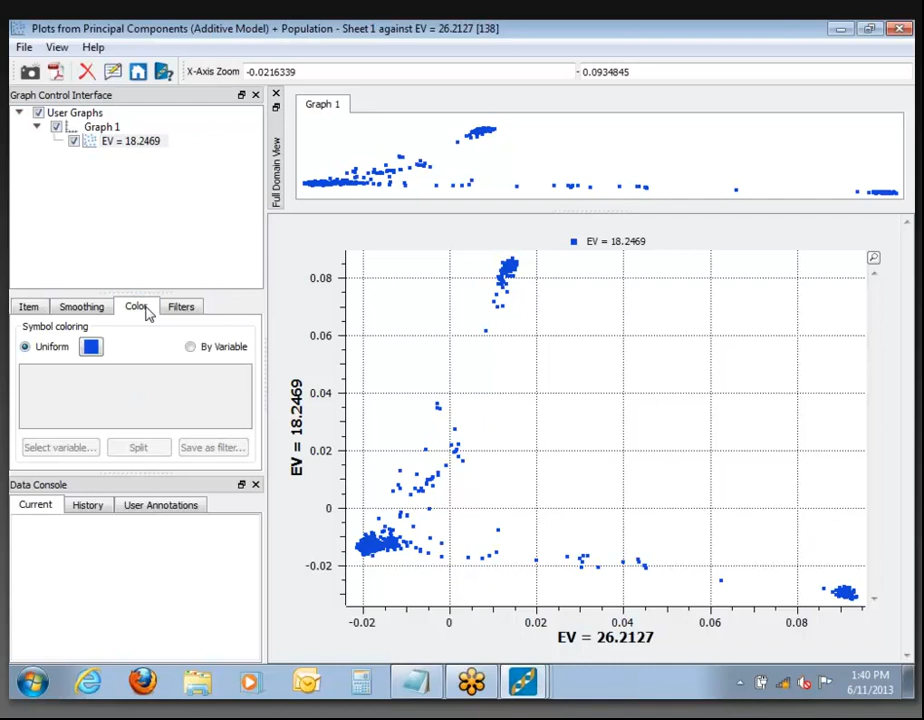 Plots from Principal Components (Additive Model) + Population - Sheet 1 against EV = 26.2127 [138]
File View Help
X-Axis Zoom -0.0216339 - 0.0934845
Graph Control Interface
User Graphs
Graph 1
EV = 18.2469
Full Domain View
Graph 1
Item Smoothing Color Filters
Symbol coloring
Uniform By Variable
Select variable... Split Save as filter...
Data Console
Current History User Annotations
EV = 18.2469
0.08
0.06
0.04
0.02
0
-0.02
EV = 18.2469
-0.02 0 0.02 0.04 0.06 0.08
EV = 26.2127
1:40 PM
6/11/2013